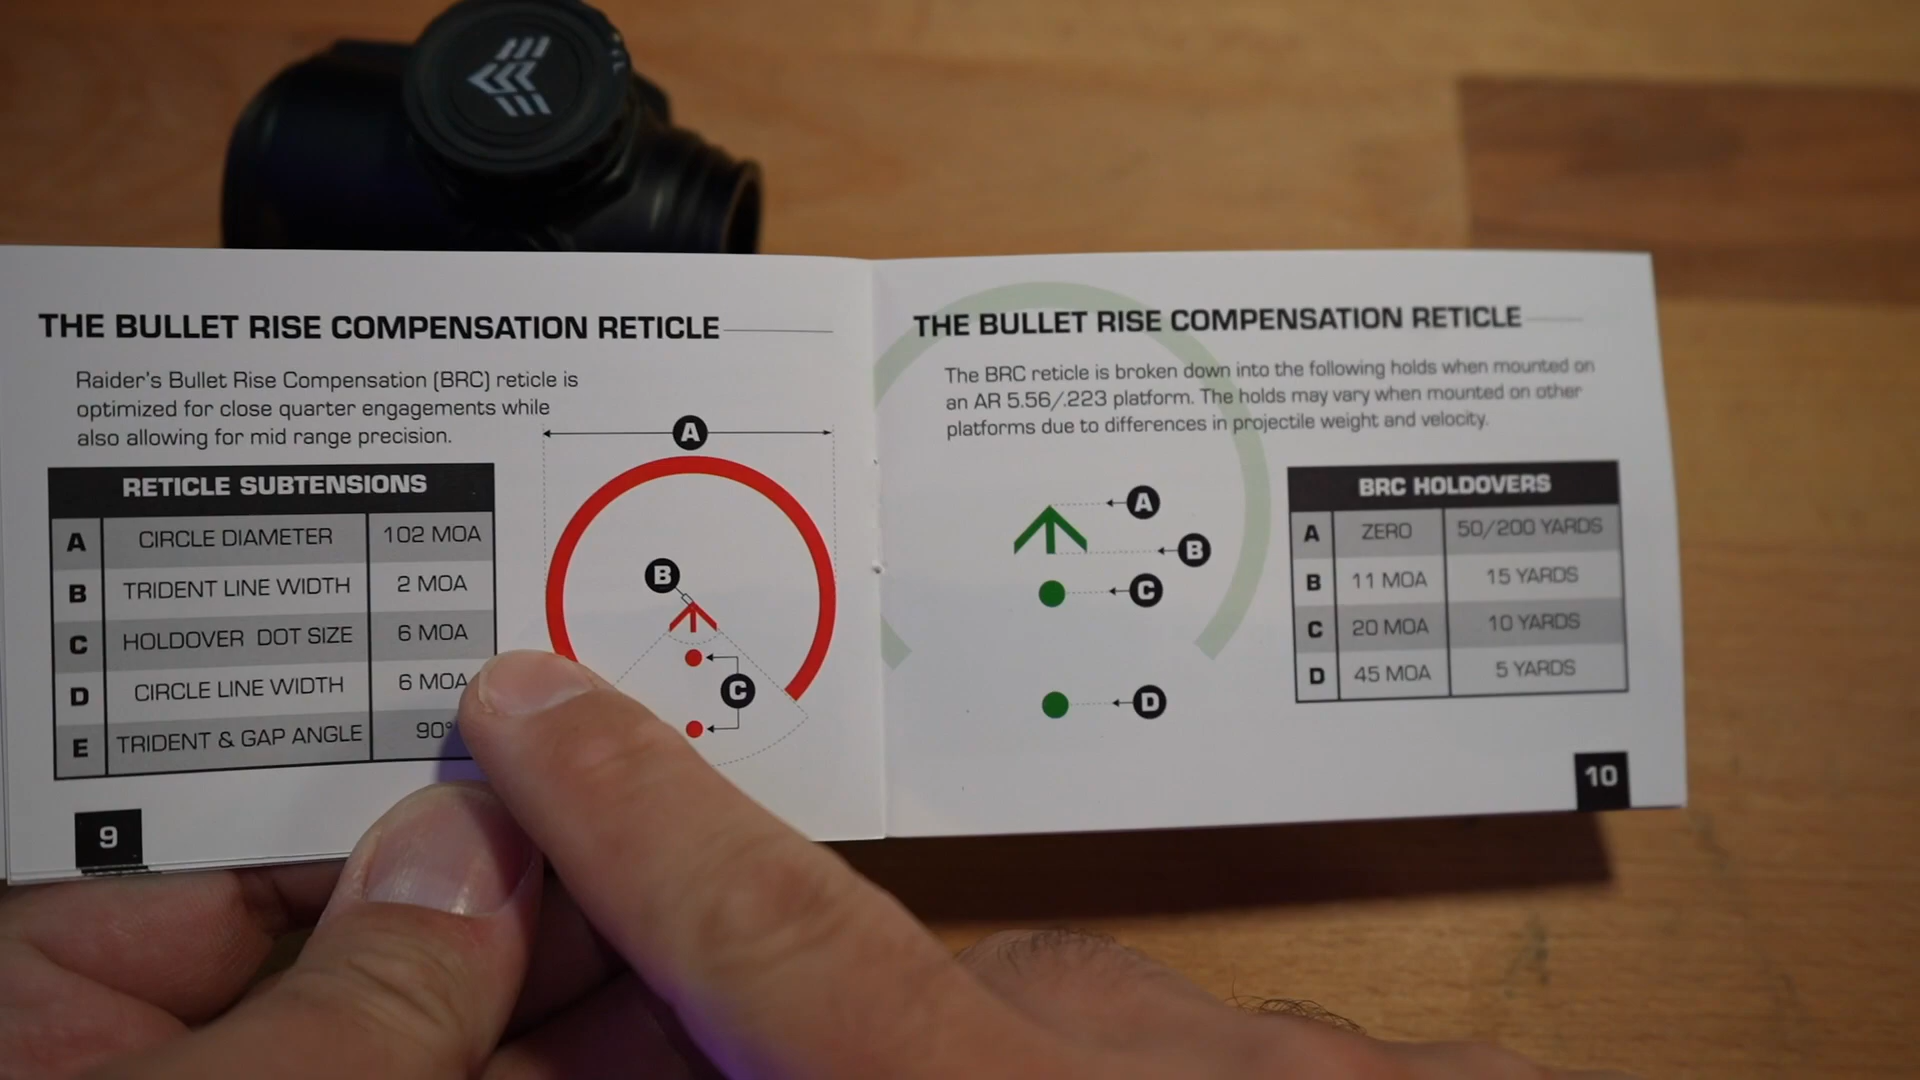 THE BULLET RISE COMPENSATION RETICLE
Raider's Bullet Rise Compensation (BRC) reticle is
optimized for close quarter engagements while
also allowing for mid range precision.
RETICLE SUBTENSIONS
A CIRCLE DIAMETER 102 MOA
B TRIDENT LINE WIDTH 2 MOA
C HOLDOVER DOT SIZE 6 MOA
D CIRCLE LINE WIDTH 6 MOA
E TRIDENT & GAP ANGLE 90°
A
B
C
9
THE BULLET RISE COMPENSATION RETICLE
The BRC reticle is broken down into the following holds when mounted on
an AR 5.56/.223 platform. The holds may vary when mounted on other
platforms due to differences in projectile weight and velocity.
A
B
C
D
BRC HOLDOVERS
A ZERO 50/200 YARDS
B 11 MOA 15 YARDS
C 20 MOA 10 YARDS
D 45 MOA 5 YARDS
10